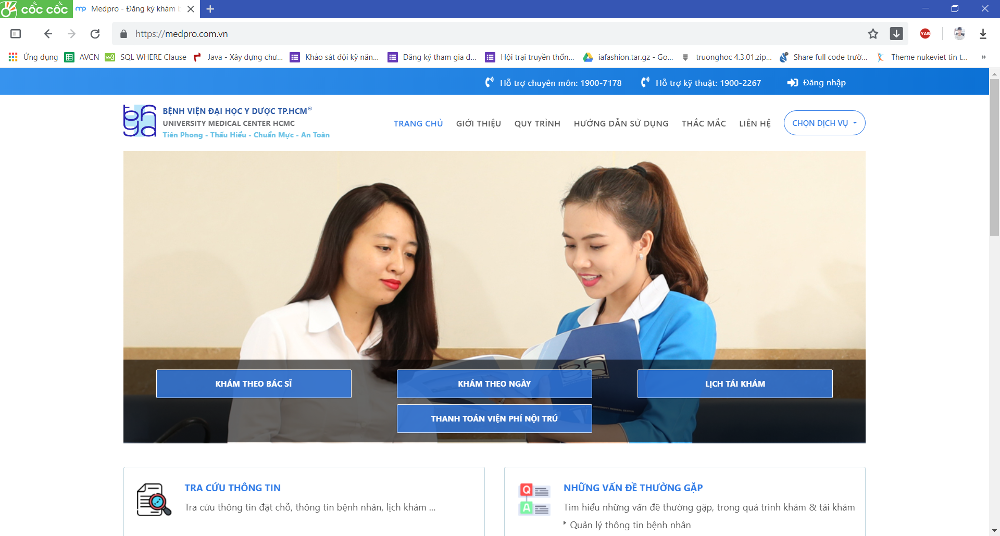 cốc cốc
mp Medpro - Đăng ký khám b
https://medpro.com.vn
YAB
Ứng dụng AVCN w3 SQL WHERE Clause Java - Xây dựng chư... Khảo sát đội kỹ năn... Đăng ký tham gia đ... Hội trại truyền thốn... iafashion.tar.gz - Go... truonghoc 4.3.01.zip... Share full code trườ... Theme nukeviet tin t... »
Hỗ trợ chuyên môn: 1900-7178 Hỗ trợ kỹ thuật: 1900-2267 Đăng nhập
BỆNH VIỆN ĐẠI HỌC Y DƯỢC TP.HCM®
UNIVERSITY MEDICAL CENTER HCMC
Tiên Phong - Thấu Hiểu - Chuẩn Mực - An Toàn
TRANG CHỦ GIỚI THIỆU QUY TRÌNH HƯỚNG DẪN SỬ DỤNG THẮC MẮC LIÊN HỆ CHỌN DỊCH VỤ
KHÁM THEO BÁC SĨ KHÁM THEO NGÀY LỊCH TÁI KHÁM
THANH TOÁN VIỆN PHÍ NỘI TRÚ
TRA CỨU THÔNG TIN
Tra cứu thông tin đặt chỗ, thông tin bệnh nhân, lịch khám ...
Q
A
NHỮNG VẤN ĐỀ THƯỜNG GẶP
Tìm hiểu những vấn đề thường gặp, trong quá trình khám & tái khám
Quản lý thông tin bệnh nhân